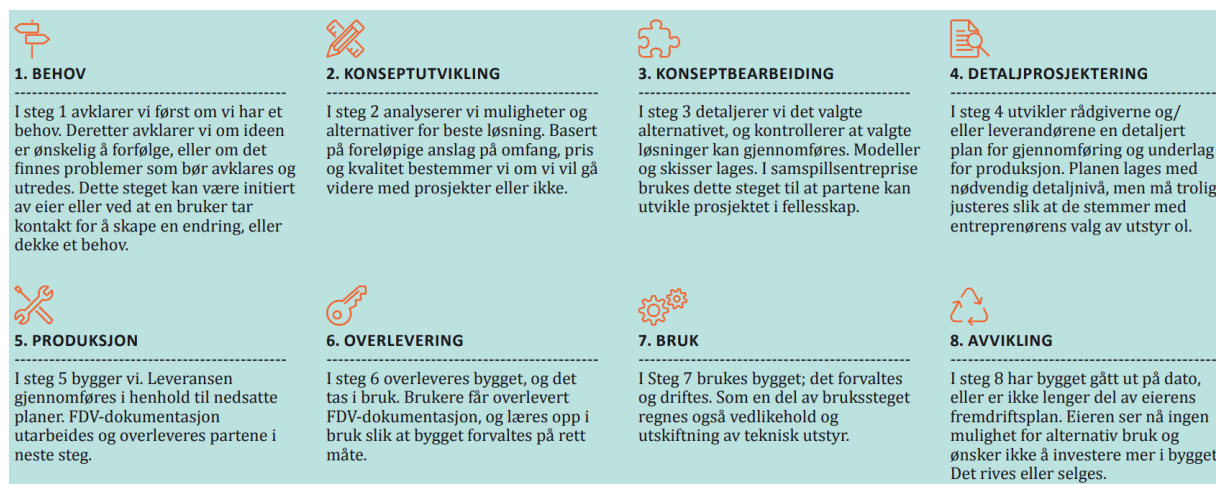 1. BEHOV
I steg 1 avklarer vi først om vi har et
behov. Deretter avklarer vi om ideen
er ønskelig å forfølge, eller om det
finnes problemer som bør avklares og
utredes. Dette steget kan være initiert
av eier eller ved at en bruker tar
kontakt for å skape en endring, eller
dekke et behov.
2. KONSEPTUTVIKLING
I steg 2 analyserer vi muligheter og
alternativer for beste løsning. Basert
på foreløpige anslag på omfang, pris
og kvalitet bestemmer vi om vi vil gå
videre med prosjekter eller ikke.
3. KONSEPTBEARBEIDING
I steg 3 detaljerer vi det valgte
alternativet, og kontrollerer at valgte
løsninger kan gjennomføres. Modeller
og skisser lages. I samspillsentreprise
brukes dette steget til at partene kan
utvikle prosjektet i fellesskap.
4. DETALJPROSJEKTERING
I steg 4 utvikler rådgiverne og/
eller leverandørene en detaljert
plan for gjennomføring og underlag
for produksjon. Planen lages med
nødvendig detaljnivå, men må trolig
justeres slik at de stemmer med
entreprenørens valg av utstyr ol.
5. PRODUKSJON
I steg 5 bygger vi. Leveransen
gjennomføres i henhold til nedsatte
planer. FDV-dokumentasjon
utarbeides og overleveres partene i
neste steg.
6. OVERLEVERING
I steg 6 overleveres bygget, og det
tas i bruk. Brukere får overlevert
FDV-dokumentasjon, og læres opp i
bruk slik at bygget forvaltes på rett
måte.
7. BRUK
I Steg 7 brukes bygget; det forvaltes
og driftes. Som en del av brukssteget
regnes også vedlikehold og
utskiftning av teknisk utstyr.
8. AVVIKLING
I steg 8 har bygget gått ut på dato,
eller er ikke lenger del av eierens
fremdriftsplan. Eieren ser nå ingen
mulighet for alternativ bruk og
ønsker ikke å investere mer i bygget
Det rives eller selges.